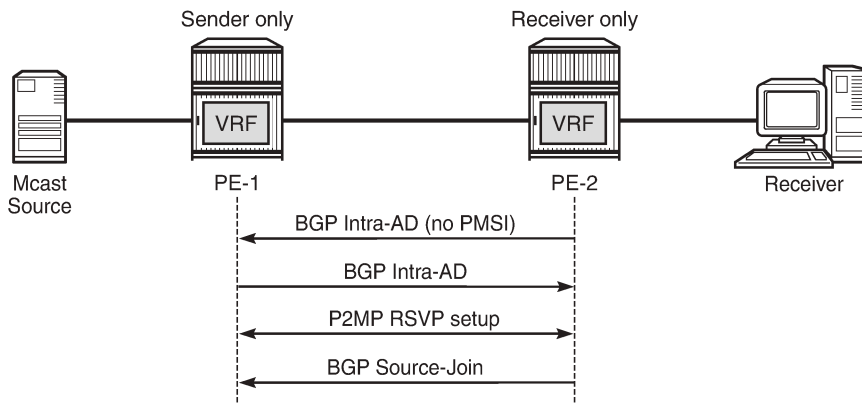 Sender only
Receiver only
VRF
VRF
Mcast
Source
PE-1
PE-2
Receiver
BGP Intra-AD (no PMSI)
BGP Intra-AD
P2MP RSVP setup
BGP Source-Join